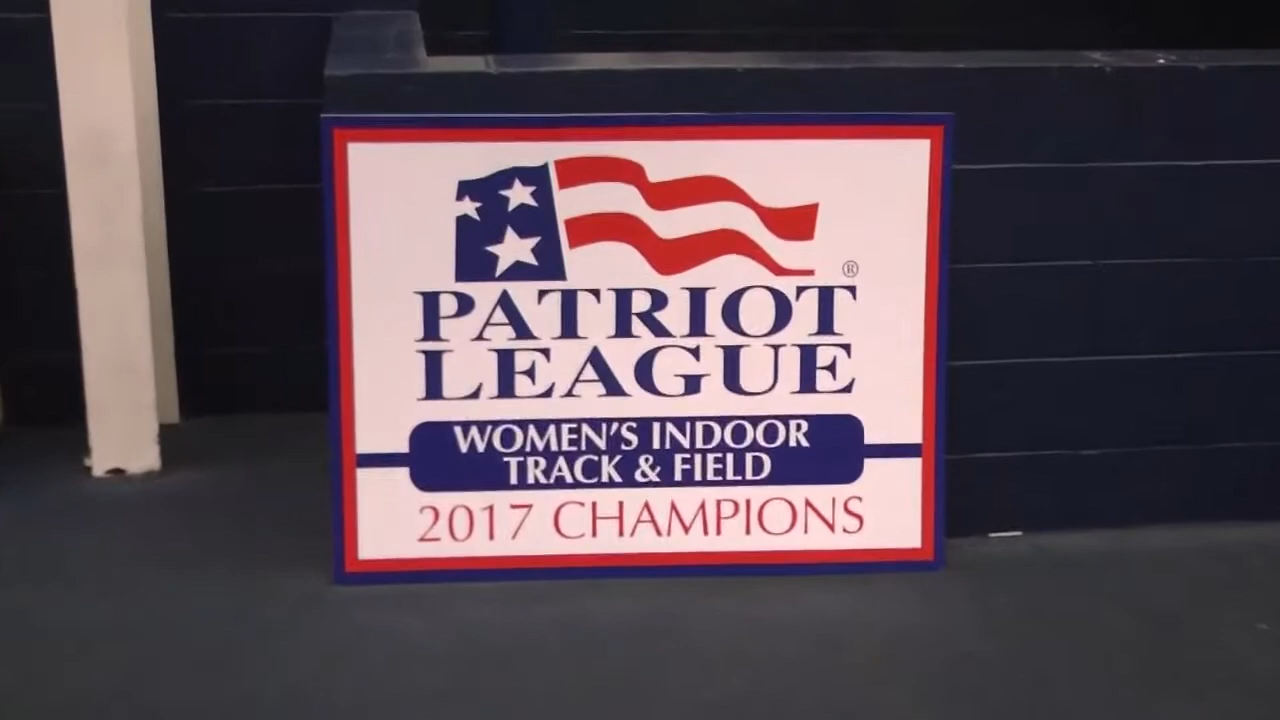 ®
PATRIOT
LEAGUE
WOMEN'S INDOOR
TRACK & FIELD
2017 CHAMPIONS